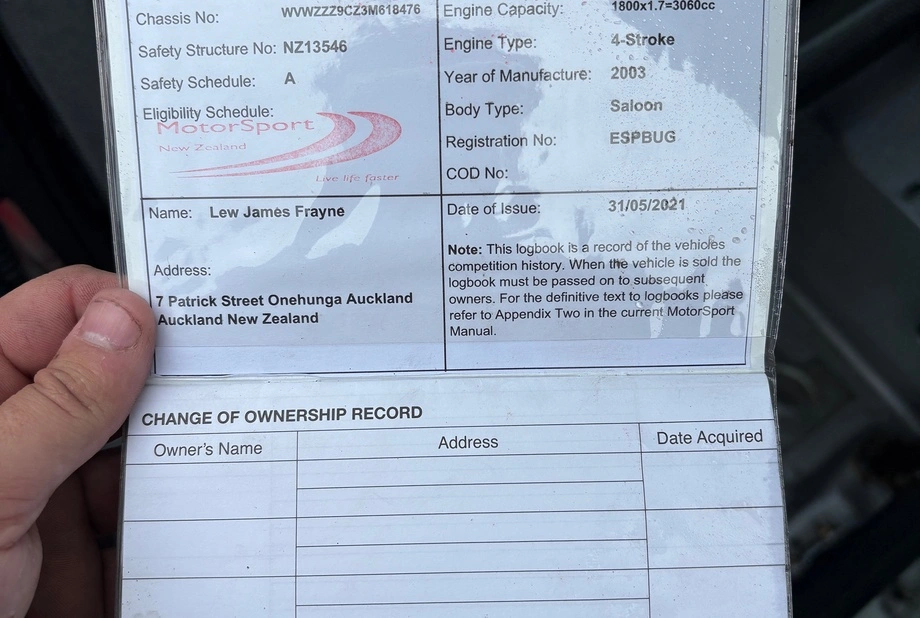 Chassis No: WVWZZZ9CZ3M618476
Safety Structure No: NZ13546
Safety Schedule: A
Eligibility Schedule:
MotorSport
New Zealand
Live life faster
Engine Capacity: 1800x1.7=3060cc
Engine Type: 4-Stroke
Year of Manufacture: 2003
Body Type: Saloon
Registration No: ESPBUG
COD No:
Name: Lew James Frayne
Address:
7 Patrick Street Onehunga Auckland
Auckland New Zealand
Date of Issue: 31/05/2021
Note: This logbook is a record of the vehicles
competition history. When the vehicle is sold the
logbook must be passed on to subsequent
owners. For the definitive text to logbooks please
refer to Appendix Two in the current MotorSport
Manual.
CHANGE OF OWNERSHIP RECORD
Owner's Name Address Date Acquired